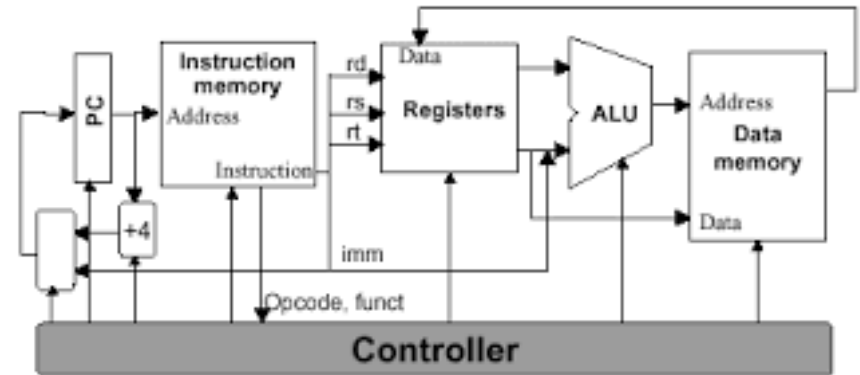 Data
Instruction
memory
Address
Instruction
PC
+4
rd
rs
rt
Registers
ALU
Address
Data
memory
Data
imm
Opcode, funct
Controller